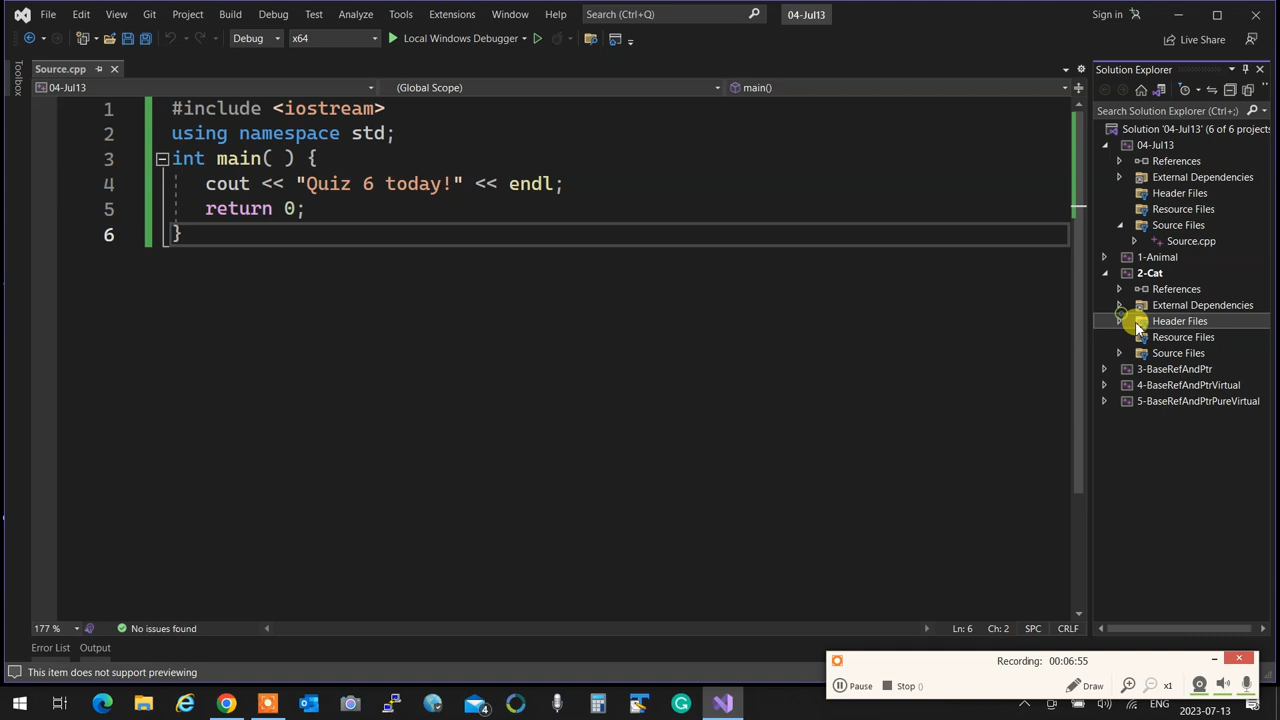 File Edit View Git Project Build Debug Test Analyze Tools Extensions Window Help Search (Ctrl+Q) 04-Jul13 Sign in
Debug x64 Local Windows Debugger Live Share
Toolbox
Source.cpp
04-Jul13 (Global Scope) main()
1 #include <iostream>
2 using namespace std;
3 int main( ) {
4 cout << "Quiz 6 today!" << endl;
5 return 0;
6 }
Solution Explorer
Search Solution Explorer (Ctrl+;)
Solution '04-Jul13' (6 of 6 projects
04-Jul13
References
External Dependencies
Header Files
Resource Files
Source Files
Source.cpp
1-Animal
2-Cat
References
External Dependencies
Header Files
Resource Files
Source Files
3-BaseRefAndPtr
4-BaseRefAndPtrVirtual
5-BaseRefAndPtrPureVirtual
177 % No issues found Ln: 6 Ch: 2 SPC CRLF
Error List Output
This item does not support previewing
Recording: 00:06:55
Pause Stop () Draw x1
4 ENG
2023-07-13